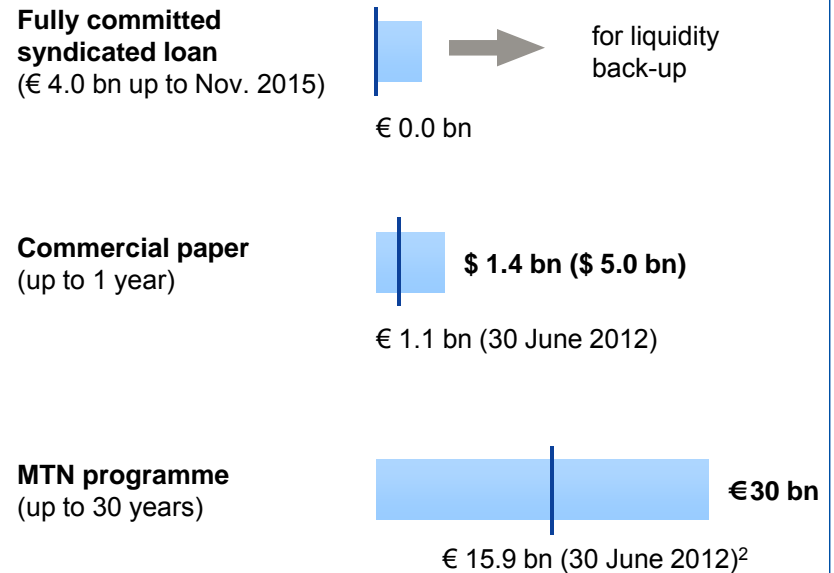 Fully committed
syndicated loan
(€ 4.0 bn up to Nov. 2015)
for liquidity
back-up
€ 0.0 bn
Commercial paper
(up to 1 year)
$ 1.4 bn ($ 5.0 bn)
€ 1.1 bn (30 June 2012)
MTN programme
(up to 30 years)
€30 bn
€ 15.9 bn (30 June 2012)²